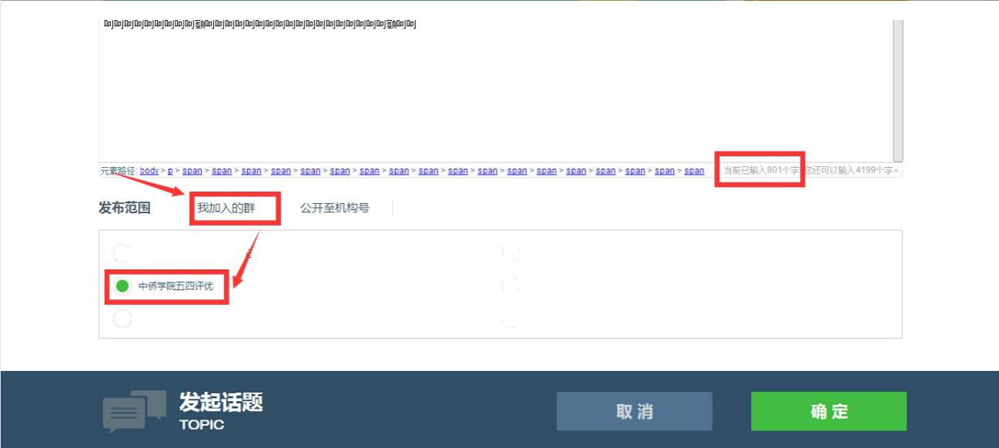 元素路径: body > p > span > span > span > span > span > span > span > span > span > span > span > span > span > span > span > span > span > span 当前已输入801个字, 您还可以输入4199个字。
发布范围 我加入的群 公开至机构号
中侨学院五四评优
发起话题 取 消 确 定
TOPIC